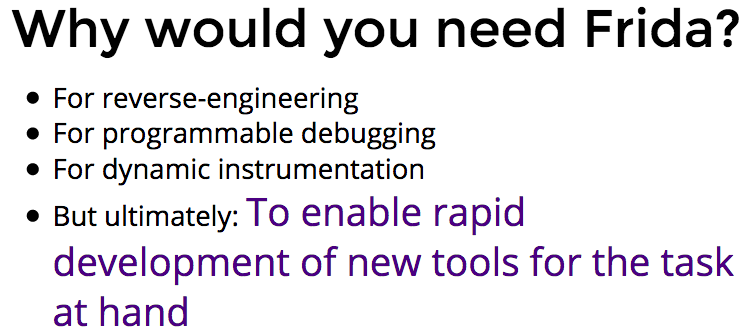 Why would you need Frida?
• For reverse-engineering
• For programmable debugging
• For dynamic instrumentation
• But ultimately: To enable rapid
development of new tools for the task
at hand